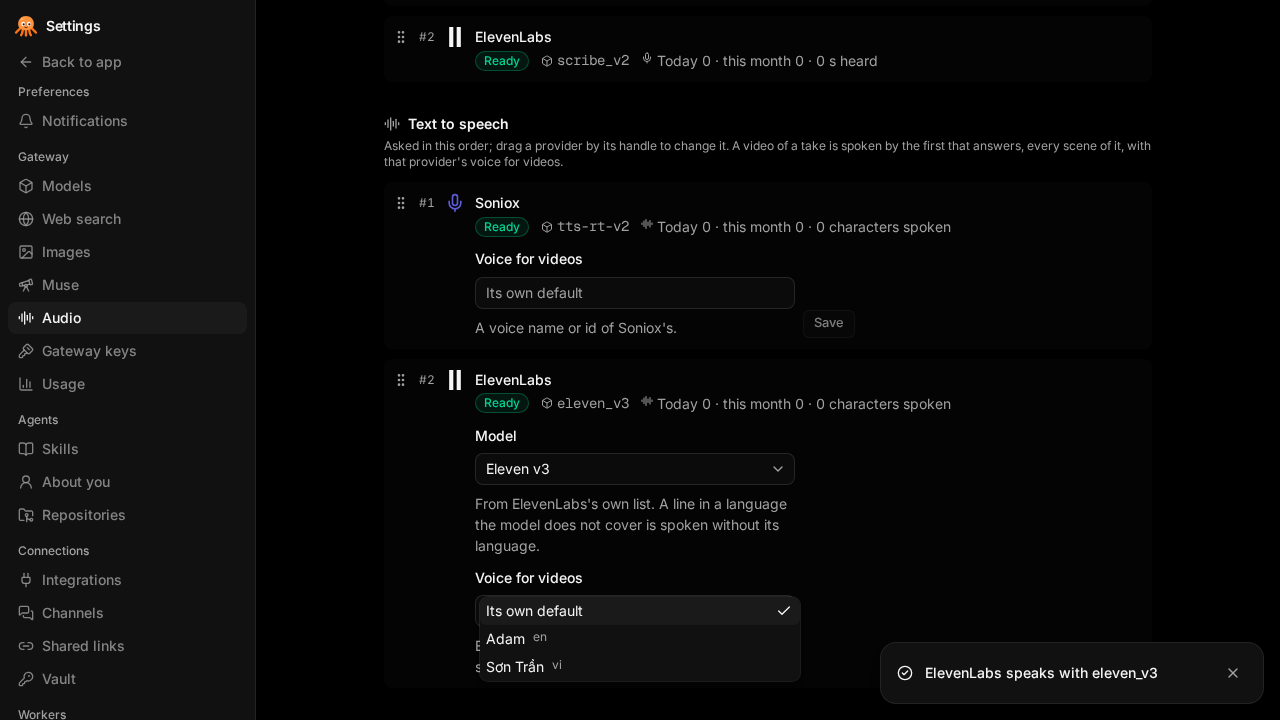 Settings
Back to app
Preferences
Notifications
Gateway
Models
Web search
Images
Muse
Audio
Gateway keys
Usage
Agents
Skills
About you
Repositories
Connections
Integrations
Channels
Shared links
Vault
Workers
#2
ElevenLabs
Ready
scribe_v2
Today 0 · this month 0 · 0 s heard
Text to speech
Asked in this order; drag a provider by its handle to change it. A video of a take is spoken by the first that answers, every scene of it, with
that provider's voice for videos.
#1
Soniox
Ready
tts-rt-v2
Today 0 · this month 0 · 0 characters spoken
Voice for videos
Its own default
A voice name or id of Soniox's.
Save
#2
ElevenLabs
Ready
eleven_v3
Today 0 · this month 0 · 0 characters spoken
Model
Eleven v3
From ElevenLabs's own list. A line in a language
the model does not cover is spoken without its
language.
Voice for videos
Its own default
Adam en
Sơn Trần vi
ElevenLabs speaks with eleven_v3